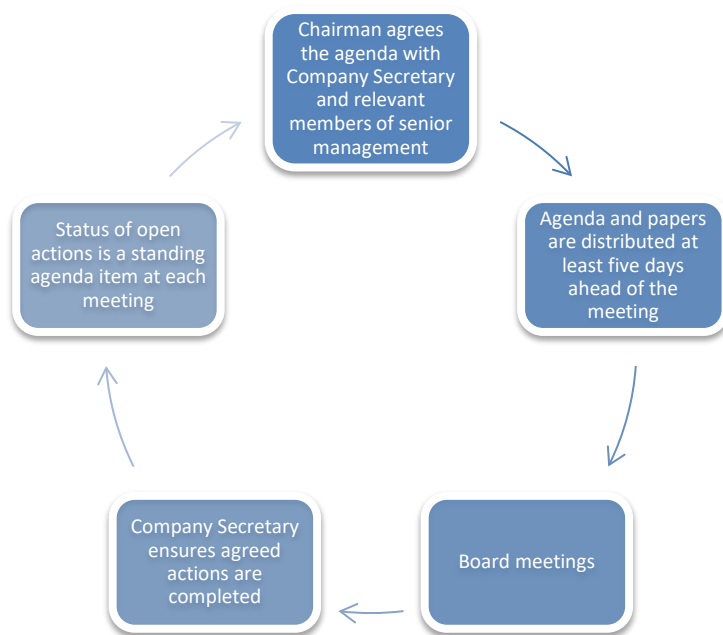 Chairman agrees
the agenda with
Company Secretary
and relevant
members of senior
management
Agenda and papers
are distributed at
least five days
ahead of the
meeting
Board meetings
Company Secretary
ensures agreed
actions are
completed
Status of open
actions is a standing
agenda item at each
meeting